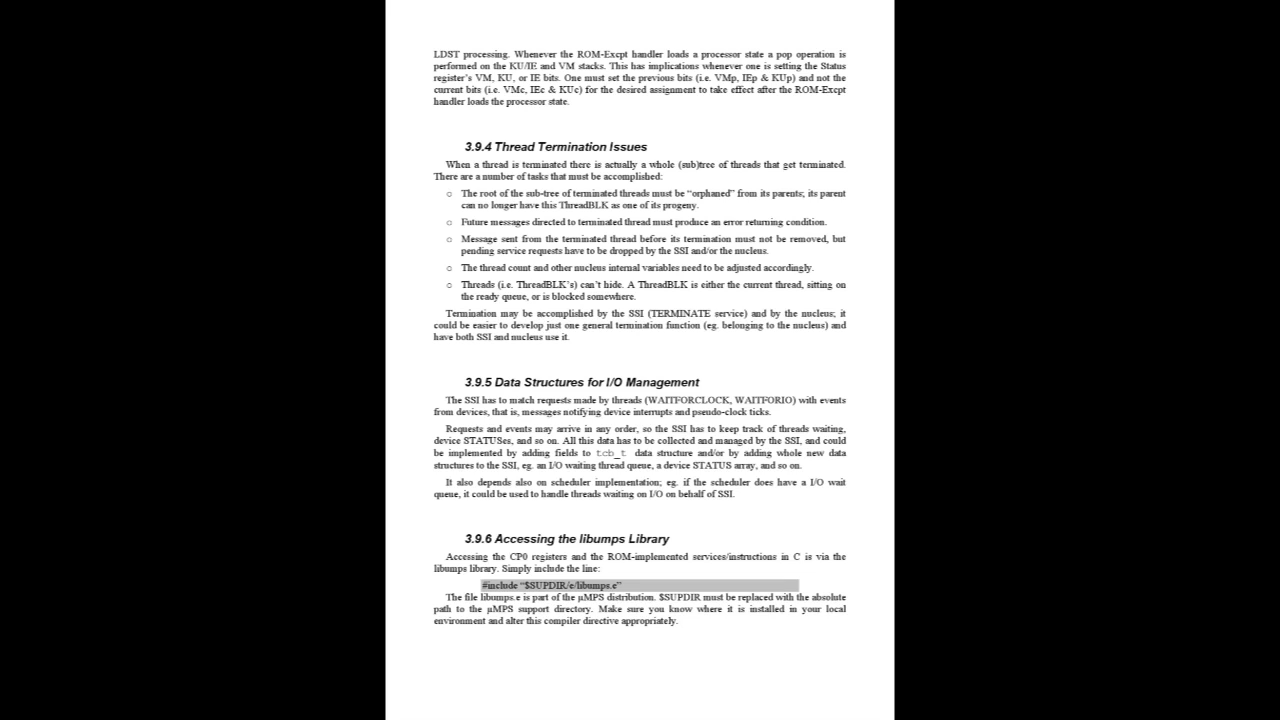 LDST processing. Whenever the ROM-Excpt handler loads a processor state a pop operation is
performed on the KU/IE and VM stacks. This has implications whenever one is setting the Status
register's VM, KU, or IE bits. One must set the previous bits (i.e. VMp, IEp & KUp) and not the
current bits (i.e. VMc, IEc & KUc) for the desired assignment to take effect after the ROM-Excpt
handler loads the processor state.
3.9.4 Thread Termination Issues
When a thread is terminated there is actually a whole (sub)tree of threads that get terminated.
There are a number of tasks that must be accomplished:
○ The root of the sub-tree of terminated threads must be “orphaned” from its parents; its parent
can no longer have this ThreadBLK as one of its progeny.
○ Future messages directed to terminated thread must produce an error returning condition.
○ Message sent from the terminated thread before its termination must not be removed, but
pending service requests have to be dropped by the SSI and/or the nucleus.
○ The thread count and other nucleus internal variables need to be adjusted accordingly.
○ Threads (i.e. ThreadBLK's) can't hide. A ThreadBLK is either the current thread, sitting on
the ready queue, or is blocked somewhere.
Termination may be accomplished by the SSI (TERMINATE service) and by the nucleus; it
could be easier to develop just one general termination function (eg. belonging to the nucleus) and
have both SSI and nucleus use it.
3.9.5 Data Structures for I/O Management
The SSI has to match requests made by threads (WAITFORCLOCK, WAITFORIO) with events
from devices, that is, messages notifying device interrupts and pseudo-clock ticks.
Requests and events may arrive in any order, so the SSI has to keep track of threads waiting,
device STATUSes, and so on. All this data has to be collected and managed by the SSI, and could
be implemented by adding fields to tcb_t data structure and/or by adding whole new data
structures to the SSI, eg. an I/O waiting thread queue, a device STATUS array, and so on.
It also depends also on scheduler implementation; eg. if the scheduler does have a I/O wait
queue, it could be used to handle threads waiting on I/O on behalf of SSI.
3.9.6 Accessing the libumps Library
Accessing the CP0 registers and the ROM-implemented services/instructions in C is via the
libumps library. Simply include the line:
#include “$SUPDIR/e/libumps.e”
The file libumps.e is part of the µMPS distribution. $SUPDIR must be replaced with the absolute
path to the µMPS support directory. Make sure you know where it is installed in your local
environment and alter this compiler directive appropriately.